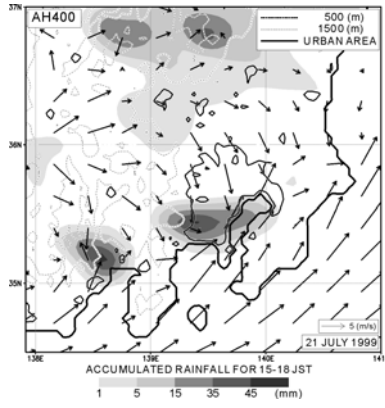 37N
AH400
500 (m)
1500 (m)
URBAN AREA
36N
35N
5 (m/s)
21 JULY 1999
138E 139E 140E 141
ACCUMULATED RAINFALL FOR 15-18 JST
1 5 15 35 45 (mm)